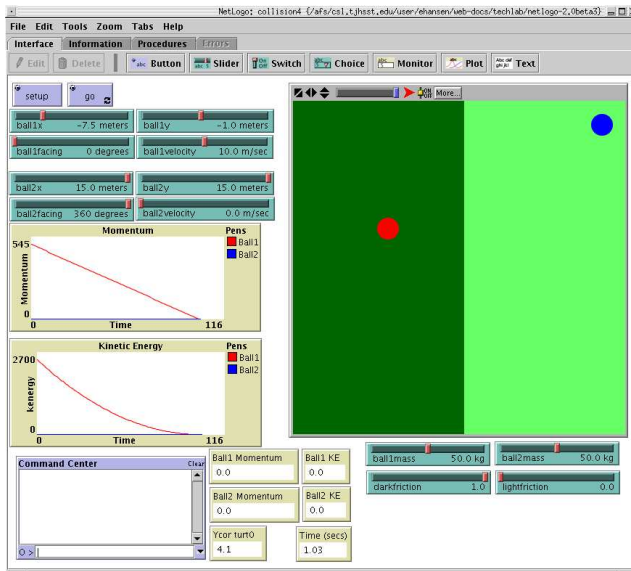 NetLogo: collision4 {/afs/csl.tjhsst.edu/user/ehansen/web-docs/techlab/netlogo-2.0beta3}
File Edit Tools Zoom Tabs Help
Interface Information Procedures Errors
Edit Delete Button Slider Switch Choice Monitor Plot Text
setup go
More...
ON
OFF
ball1x -7.5 meters ball1y -1.0 meters
ball1facing 0 degrees ball1velocity 10.0 m/sec
ball2x 15.0 meters ball2y 15.0 meters
ball2facing 360 degrees ball2velocity 0.0 m/sec
Momentum
Pens
545
Ball1
Ball2
Momentum
0
0 Time 116
Kinetic Energy
Pens
2700
Ball1
Ball2
kenergy
0
0 Time 116
Command Center Clear
O>
Ball1 Momentum Ball1 KE
0.0 0.0
Ball2 Momentum Ball2 KE
0.0 0.0
Ycor turt0 Time (secs)
4.1 1.03
ball1mass 50.0 kg ball2mass 50.0 kg
darkfriction 1.0 lightfriction 0.0